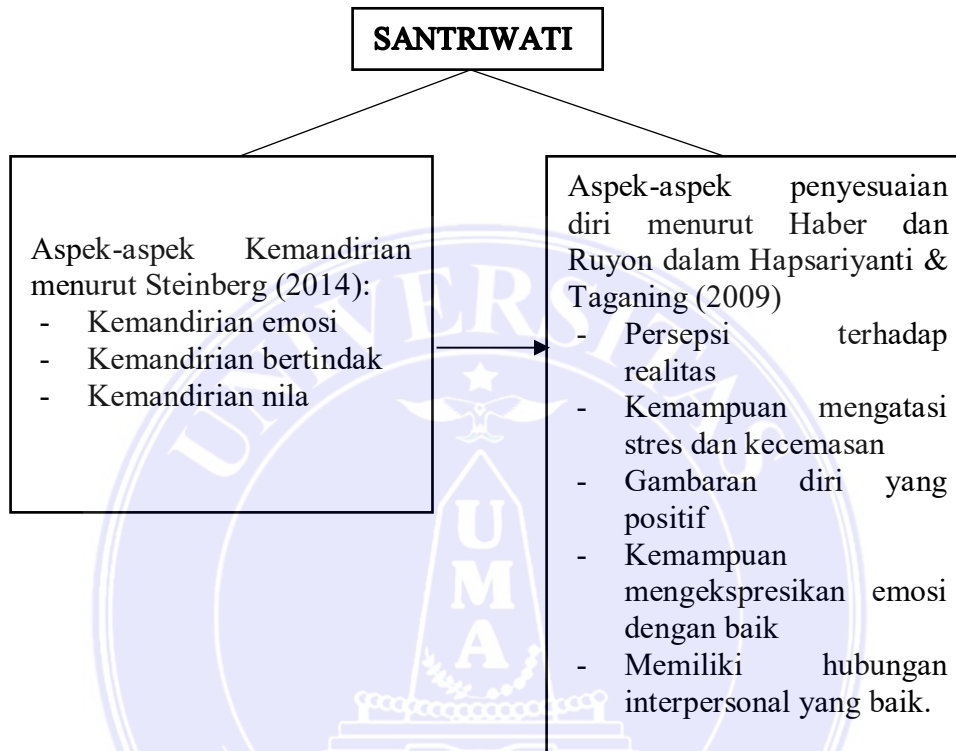 SANTRIWATI
Aspek-aspek Kemandirian
menurut Steinberg (2014):
- Kemandirian emosi
- Kemandirian bertindak
- Kemandirian nila
Aspek-aspek penyesuaian
diri menurut Haber dan
Ruyon dalam Hapsariyanti &
Taganing (2009)
- Persepsi terhadap
realitas
- Kemampuan mengatasi
stres dan kecemasan
- Gambaran diri yang
positif
- Kemampuan
mengekspresikan emosi
dengan baik
- Memiliki hubungan
interpersonal yang baik.
UNIVERSITAS
U
M
A